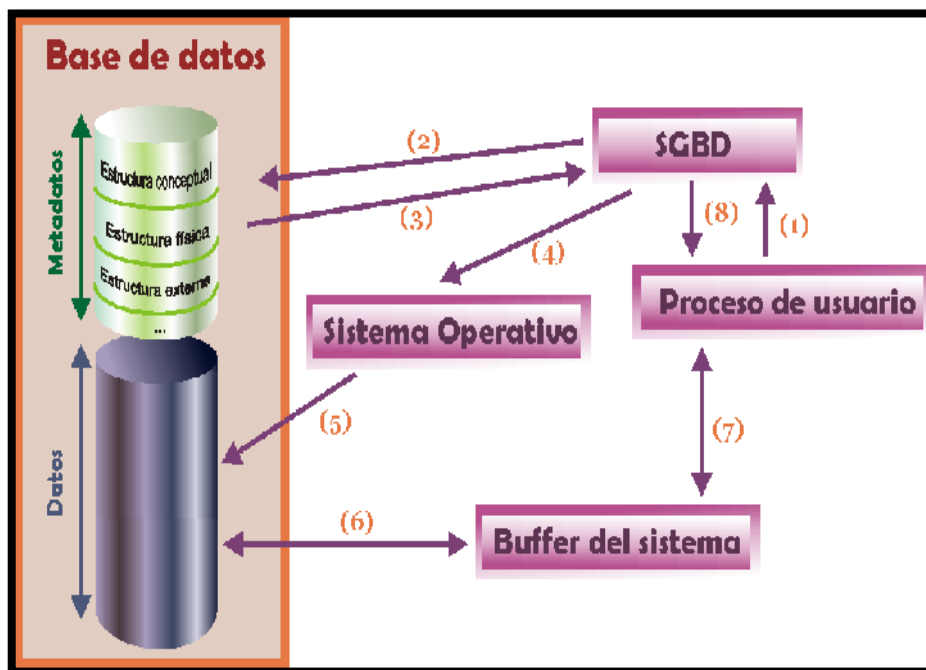 Base de datos
Metadatos
Estructura conceptual
Estructura física
Estructura externa
...
Datos
(2)
(3)
SGBD
(4)
(8)
(1)
Sistema Operativo
Proceso de usuario
(5)
(7)
(6)
Buffer del sistema